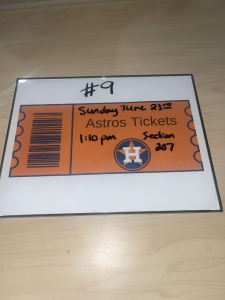 #9
Sunday June 23rd
Astros Tickets
1:10 pm Section
207
H